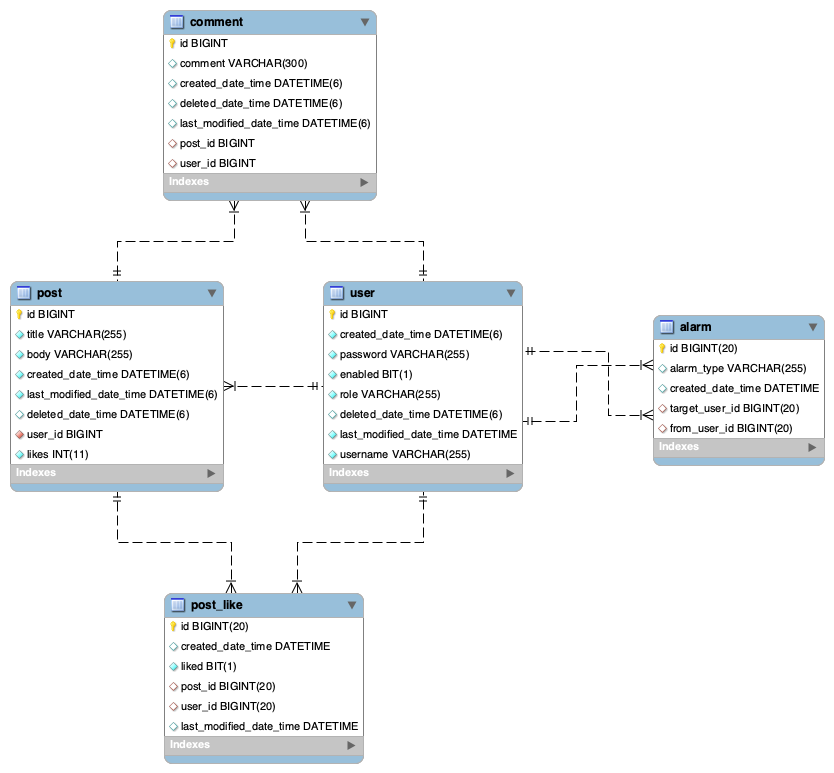 comment
id BIGINT
comment VARCHAR(300)
created_date_time DATETIME(6)
deleted_date_time DATETIME(6)
last_modified_date_time DATETIME(6)
post_id BIGINT
user_id BIGINT
Indexes
post
id BIGINT
title VARCHAR(255)
body VARCHAR(255)
created_date_time DATETIME(6)
last_modified_date_time DATETIME(6)
deleted_date_time DATETIME(6)
user_id BIGINT
likes INT(11)
Indexes
user
id BIGINT
created_date_time DATETIME(6)
password VARCHAR(255)
enabled BIT(1)
role VARCHAR(255)
deleted_date_time DATETIME(6)
last_modified_date_time DATETIME
username VARCHAR(255)
Indexes
alarm
id BIGINT(20)
alarm_type VARCHAR(255)
created_date_time DATETIME
target_user_id BIGINT(20)
from_user_id BIGINT(20)
Indexes
post_like
id BIGINT(20)
created_date_time DATETIME
liked BIT(1)
post_id BIGINT(20)
user_id BIGINT(20)
last_modified_date_time DATETIME
Indexes